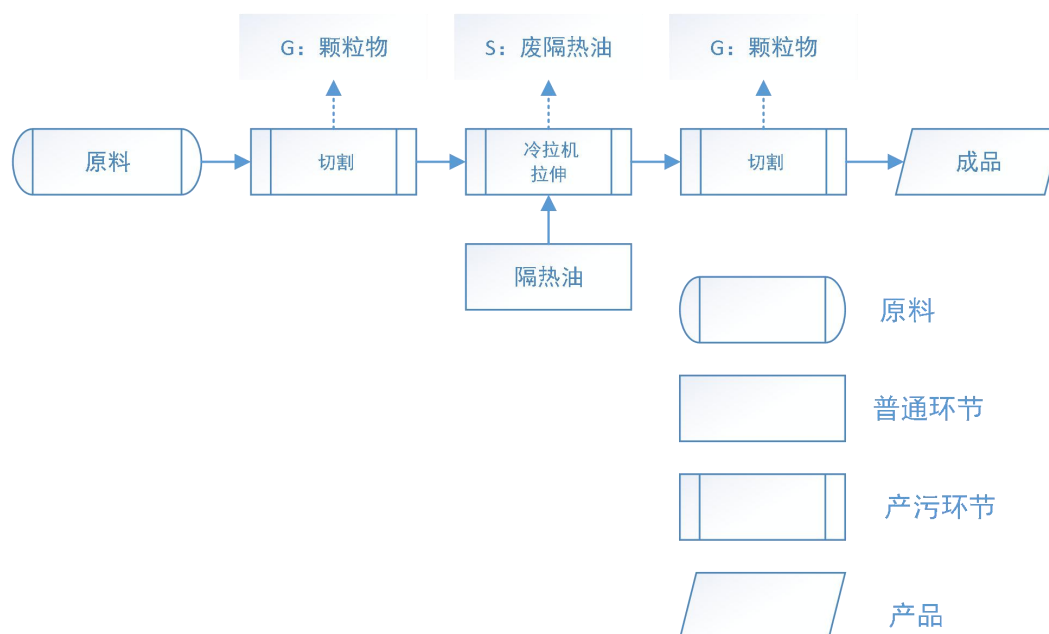 G: 颗粒物
S: 废隔热油
G: 颗粒物
原料
切割
冷拉机
拉伸
切割
成品
隔热油
原料
普通环节
产污环节
产品